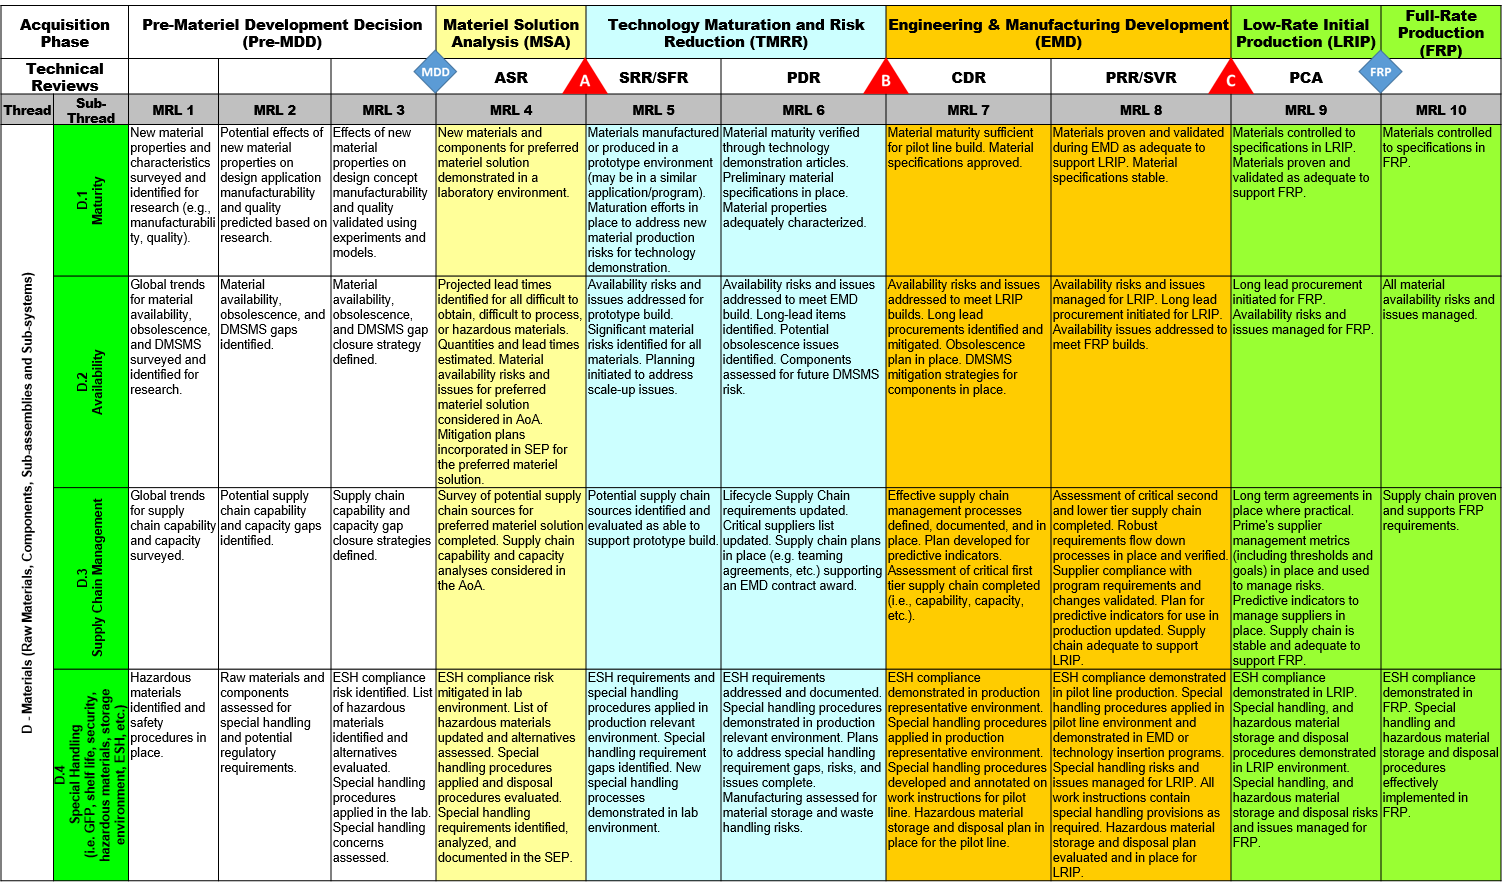 Acquisition
Phase
Pre-Materiel Development Decision
(Pre-MDD)
Materiel Solution
Analysis (MSA)
Technology Maturation and Risk
Reduction (TMRR)
Engineering & Manufacturing Development
(EMD)
Low-Rate Initial
Production (LRIP)
Full-Rate
Production
(FRP)
Technical
Reviews
MDD
ASR
A
SRR/SFR
PDR
B
CDR
PRR/SVR
C
PCA
FRP
Thread
Sub-
Thread
MRL 1
MRL 2
MRL 3
MRL 4
MRL 5
MRL 6
MRL 7
MRL 8
MRL 9
MRL 10
D - Materials (Raw Materials, Components, Sub-assemblies and Sub-systems)
D.1
Maturity
New material
properties and
characteristics
surveyed and
identified for
research (e.g.,
manufacturabili
ty, quality).
Potential effects of
new material
properties on
design application
manufacturability
and quality
predicted based on
research.
Effects of new
material
properties on
design concept
manufacturability
and quality
validated using
experiments and
models.
New materials and
components for preferred
materiel solution
demonstrated in a
laboratory environment.
Materials manufactured
or produced in a
prototype environment
(may be in a similar
application/program).
Maturation efforts in
place to address new
material production
risks for technology
demonstration.
Material maturity verified
through technology
demonstration articles.
Preliminary material
specifications in place.
Material properties
adequately characterized.
Material maturity sufficient
for pilot line build. Material
specifications approved.
Materials proven and validated
during EMD as adequate to
support LRIP. Material
specifications stable.
Materials controlled to
specifications in LRIP.
Materials proven and
validated as adequate to
support FRP.
Materials controlled
to specifications in
FRP.
D.2
Availability
Global trends
for material
availability,
obsolescence,
and DMSMS
surveyed and
identified for
research.
Material
availability,
obsolescence, and
DMSMS gaps
identified.
Material
availability,
obsolescence,
and DMSMS gap
closure strategy
defined.
Projected lead times
identified for all difficult to
obtain, difficult to process,
or hazardous materials.
Quantities and lead times
estimated. Material
availability risks and
issues for preferred
materiel solution
considered in AoA.
Mitigation plans
incorporated in SEP for
the preferred materiel
solution.
Availability risks and
issues addressed for
prototype build.
Significant material
risks identified for all
materials. Planning
initiated to address
scale-up issues.
Availability risks and issues
addressed to meet EMD
build. Long-lead items
identified. Potential
obsolescence issues
identified. Components
assessed for future DMSMS
risk.
Availability risks and issues
addressed to meet LRIP
builds. Long lead
procurements identified and
mitigated. Obsolescence
plan in place. DMSMS
mitigation strategies for
components in place.
Availability risks and issues
managed for LRIP. Long lead
procurement initiated for LRIP.
Availability issues addressed to
meet FRP builds.
Long lead procurement
initiated for FRP.
Availability risks and
issues managed for FRP.
All material
availability risks and
issues managed.
D.3
Supply Chain Management
Global trends
for supply
chain capability
and capacity
surveyed.
Potential supply
chain capability
and capacity gaps
identified.
Supply chain
capability and
capacity gap
closure strategies
defined.
Survey of potential supply
chain sources for
preferred materiel solution
completed. Supply chain
capability and capacity
analyses considered in
the AoA.
Potential supply chain
sources identified and
evaluated as able to
support prototype build.
Lifecycle Supply Chain
requirements updated.
Critical suppliers list
updated. Supply chain plans
in place (e.g. teaming
agreements, etc.) supporting
an EMD contract award.
Effective supply chain
management processes
defined, documented, and in
place. Plan developed for
predictive indicators.
Assessment of critical first
tier supply chain completed
(i.e., capability, capacity,
etc.).
Assessment of critical second
and lower tier supply chain
completed. Robust
requirements flow down
processes in place and verified.
Supplier compliance with
program requirements and
changes validated. Plan for
predictive indicators for use in
production updated. Supply
chain adequate to support
LRIP.
Long term agreements in
place where practical.
Prime's supplier
management metrics
(including thresholds and
goals) in place and used
to manage risks.
Predictive indicators to
manage suppliers in
place. Supply chain is
stable and adequate to
support FRP.
Supply chain proven
and supports FRP
requirements.
D.4
Special Handling
(i.e. GFP, shelf life, security,
hazardous materials, storage
environment, ESH, etc.)
Hazardous
materials
identified and
safety
procedures in
place.
Raw materials and
components
assessed for
special handling
and potential
regulatory
requirements.
ESH compliance
risk identified. List
of hazardous
materials
identified and
alternatives
evaluated.
Special handling
procedures
applied in the lab.
Special handling
concerns
assessed.
ESH compliance risk
mitigated in lab
environment. List of
hazardous materials
updated and alternatives
assessed. Special
handling procedures
applied and disposal
procedures evaluated.
Special handling
requirements identified,
analyzed, and
documented in the SEP.
ESH requirements and
special handling
procedures applied in
production relevant
environment. Special
handling requirement
gaps identified. New
special handling
processes
demonstrated in lab
environment.
ESH requirements
addressed and documented.
Special handling procedures
demonstrated in production
relevant environment. Plans
to address special handling
requirement gaps, risks, and
issues complete.
Manufacturing assessed for
material storage and waste
handling risks.
ESH compliance
demonstrated in production
representative environment.
Special handling procedures
applied in production
representative environment.
Special handling procedures
developed and annotated on
work instructions for pilot
line. Hazardous material
storage and disposal plan in
place for the pilot line.
ESH compliance demonstrated
in pilot line production. Special
handling procedures applied in
pilot line environment and
demonstrated in EMD or
technology insertion programs.
Special handling risks and
issues managed for LRIP. All
work instructions contain
special handling provisions as
required. Hazardous material
storage and disposal plan
evaluated and in place for
LRIP.
ESH compliance
demonstrated in LRIP.
Special handling, and
hazardous material
storage and disposal
procedures demonstrated
in LRIP environment.
Special handling, and
hazardous material
storage and disposal risks
and issues managed for
FRP.
ESH compliance
demonstrated in
FRP. Special
handling and
hazardous material
storage and disposal
procedures
effectively
implemented in
FRP.